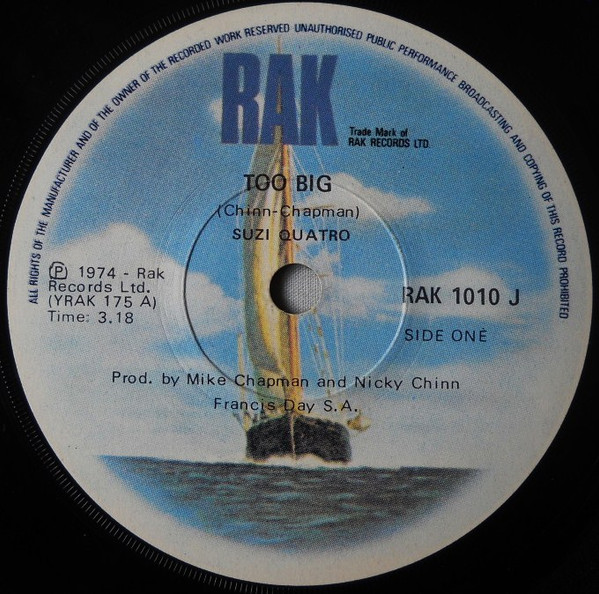 ALL RIGHTS OF THE MANUFACTURER AND OF THE OWNER OF THE RECORDED WORK RESERVED UNAUTHORISED PUBLIC PERFORMANCE BROADCASTING AND COPYING OF THIS RECORD PROHIBITED
RAK
Trade Mark of
RAK RECORDS LTD.
TOO BIG
(Chinn-Chapman)
SUZI QUATRO
Ⓟ 1974 - Rak
Records Ltd.
(YRAK 175 A)
Time: 3.18
RAK 1010 J
SIDE ONE
Prod. by Mike Chapman and Nicky Chinn
Francis Day S.A.